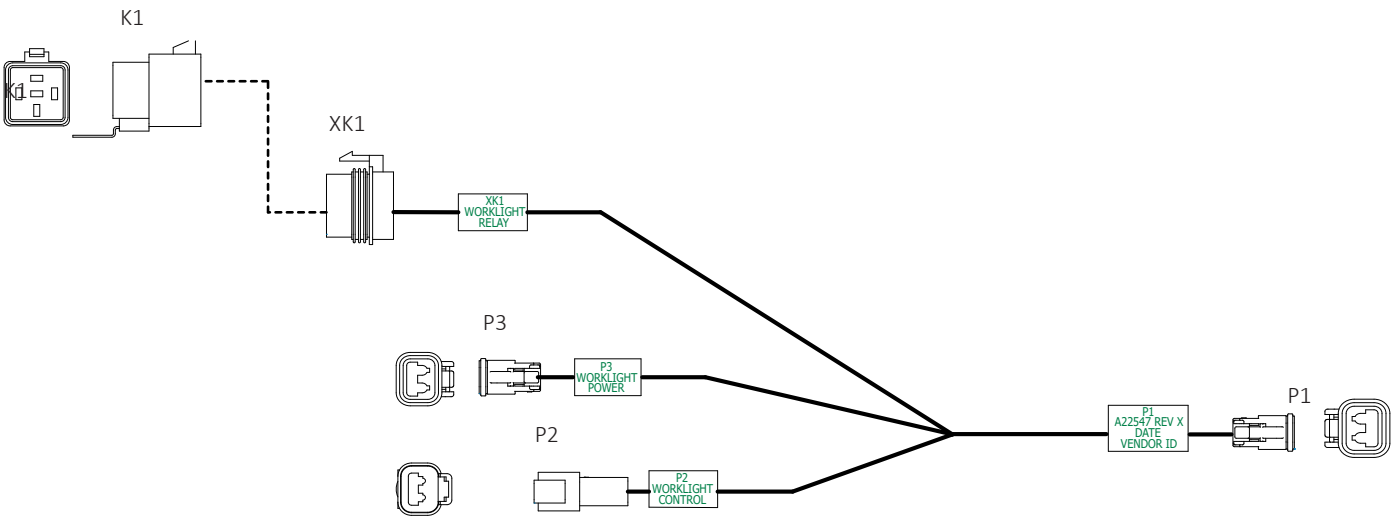 K1
K1
XK1
XK1
WORKLIGHT
RELAY
P3
P3
WORKLIGHT
POWER
P1
P1
A22547 REV X
DATE
VENDOR ID
P2
P2
WORKLIGHT
CONTROL